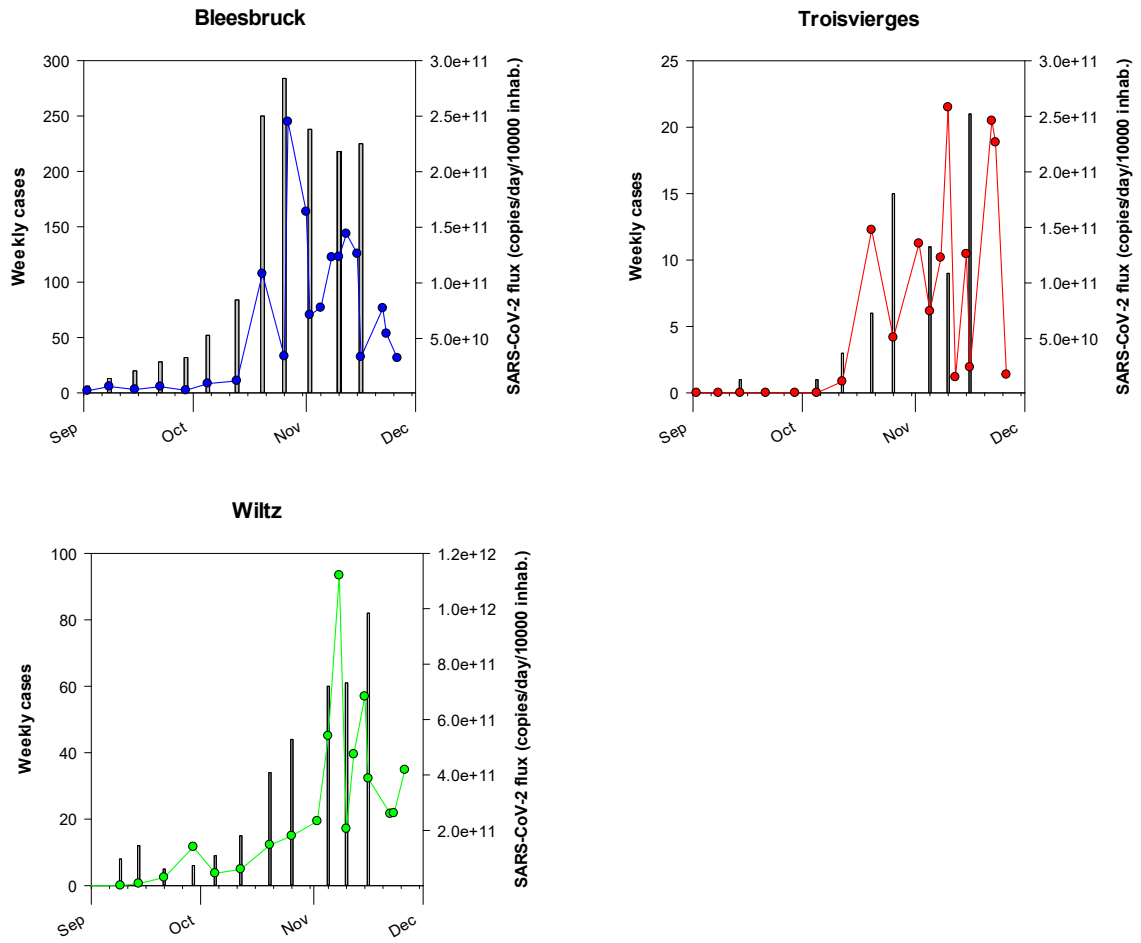 Bleesbruck
Weekly cases
300
250
200
150
100
50
0
3.0e+11
2.5e+11
2.0e+11
1.5e+11
1.0e+11
5.0e+10
SARS-CoV-2 flux (copies/day/10000 inhab.)
Sep
Oct
Nov
Dec
Troisvierges
Weekly cases
25
20
15
10
5
0
3.0e+11
2.5e+11
2.0e+11
1.5e+11
1.0e+11
5.0e+10
SARS-CoV-2 flux (copies/day/10000 inhab.)
Sep
Oct
Nov
Dec
Wiltz
Weekly cases
100
80
60
40
20
0
1.2e+12
1.0e+12
8.0e+11
6.0e+11
4.0e+11
2.0e+11
SARS-CoV-2 flux (copies/day/10000 inhab.)
Sep
Oct
Nov
Dec